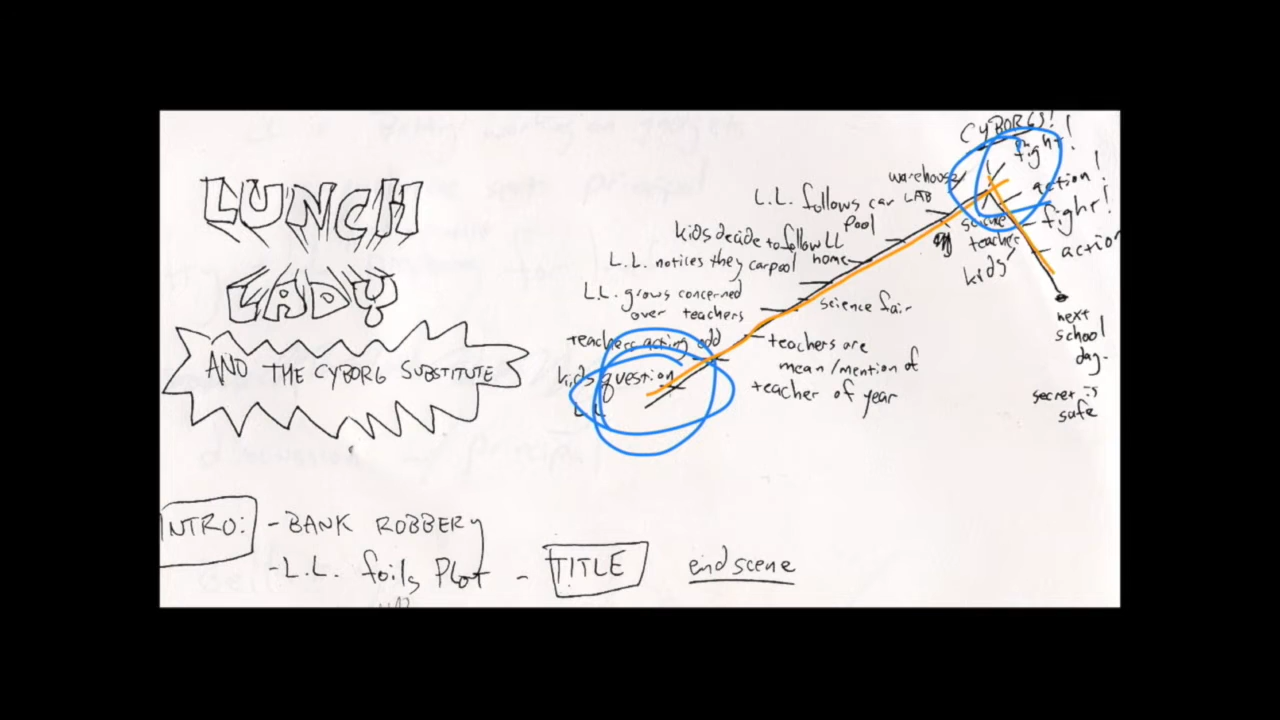 LUNCH
LADY
AND THE CYBORG SUBSTITUTE
CYBORGS!!
fight!
action!
fight!
action
warehouse
LAB
L.L. follows car
pool
kids decide to follow LL
home
L.L. notices they carpool
L.L. grows concerned
over teachers
teachers acting odd
kids question
L.L.
science
teacher
kids
science fair
teachers are
mean/mention of
teacher of year
next
school
day.
secret is
safe
INTRO: - BANK ROBBERY
- L.L. foils Plot - TITLE endscene